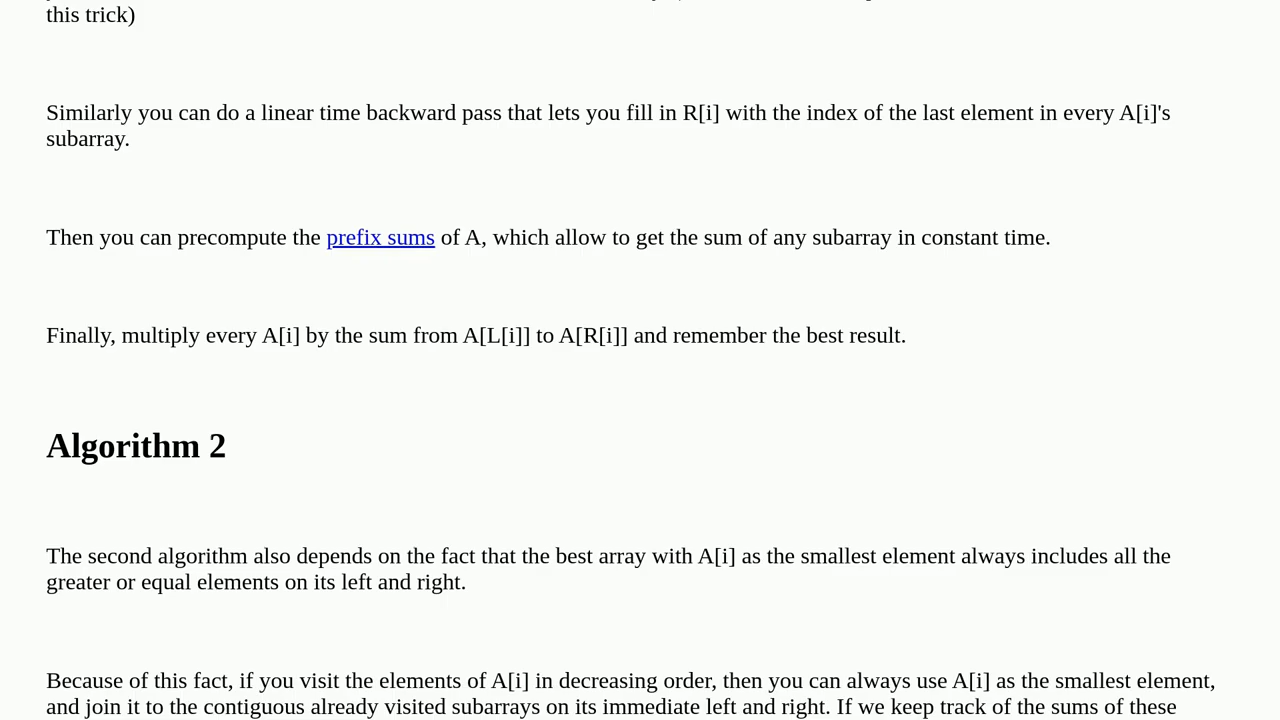 this trick)
Similarly you can do a linear time backward pass that lets you fill in R[i] with the index of the last element in every A[i]'s
subarray.
Then you can precompute the prefix sums of A, which allow to get the sum of any subarray in constant time.
Finally, multiply every A[i] by the sum from A[L[i]] to A[R[i]] and remember the best result.
Algorithm 2
The second algorithm also depends on the fact that the best array with A[i] as the smallest element always includes all the
greater or equal elements on its left and right.
Because of this fact, if you visit the elements of A[i] in decreasing order, then you can always use A[i] as the smallest element,
and join it to the contiguous already visited subarrays on its immediate left and right. If we keep track of the sums of these